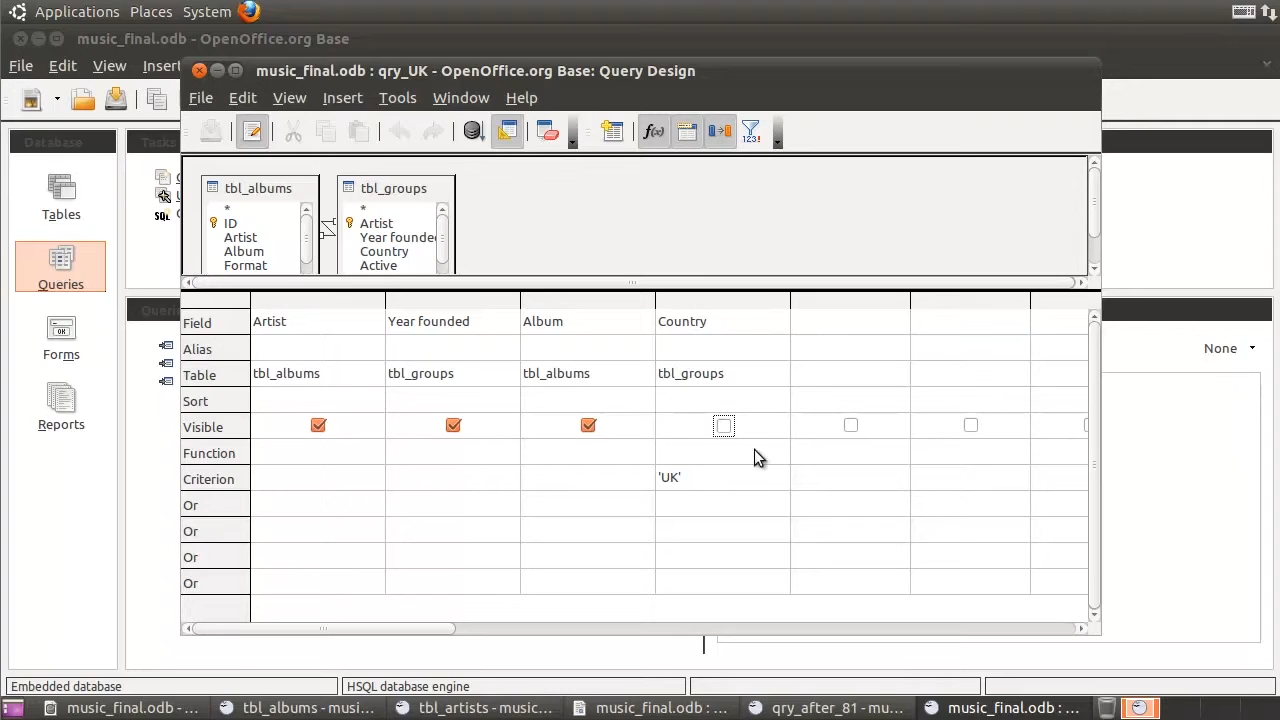 Applications Places System
music_final.odb - OpenOffice.org Base
File Edit View Insert
music_final.odb : qry_UK - OpenOffice.org Base: Query Design
File Edit View Insert Tools Window Help
f(x)
123!
Database
Tasks
Tables
SQL
Queries
Forms
Reports
None
tbl_albums
*
ID
Artist
Album
Format
tbl_groups
*
Artist
Year founded
Country
Active
Field Artist Year founded Album Country
Alias
Table tbl_albums tbl_groups tbl_albums tbl_groups
Sort
Visible
Function
Criterion 'UK'
Or
Or
Or
Or
Embedded database HSQL database engine
music_final.odb - ... tbl_albums - musi... tbl_artists - music... music_final.odb : ... qry_after_81 - mu... music_final.odb : ...